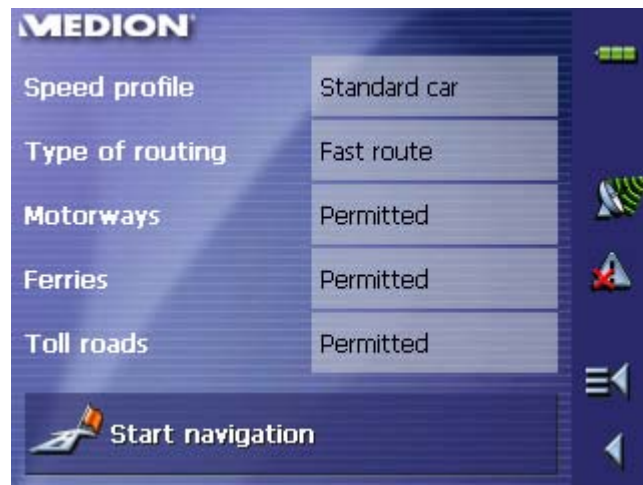 MEDION
Speed profile Standard car
Type of routing Fast route
Motorways Permitted
Ferries Permitted
Toll roads Permitted
Start navigation